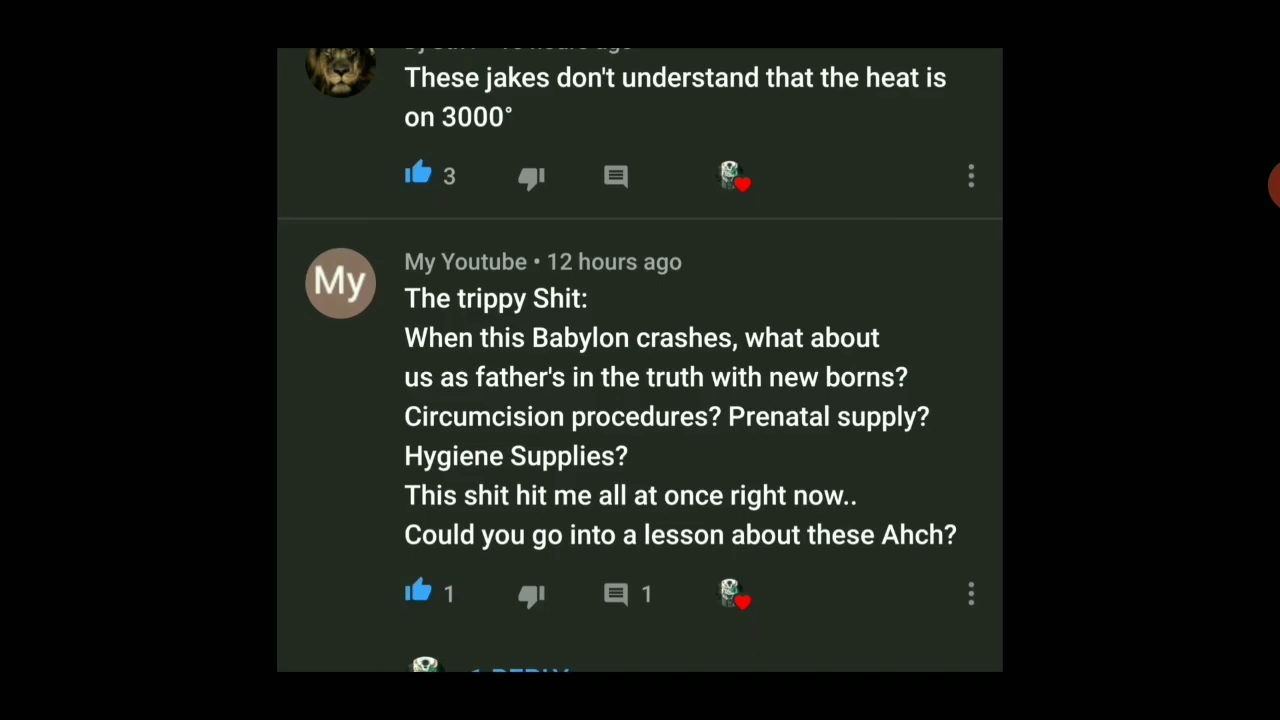 These jakes don't understand that the heat is
on 3000°
3
My
My Youtube • 12 hours ago
The trippy Shit:
When this Babylon crashes, what about
us as father's in the truth with new borns?
Circumcision procedures? Prenatal supply?
Hygiene Supplies?
This shit hit me all at once right now..
Could you go into a lesson about these Ahch?
1 1
1 REPLY